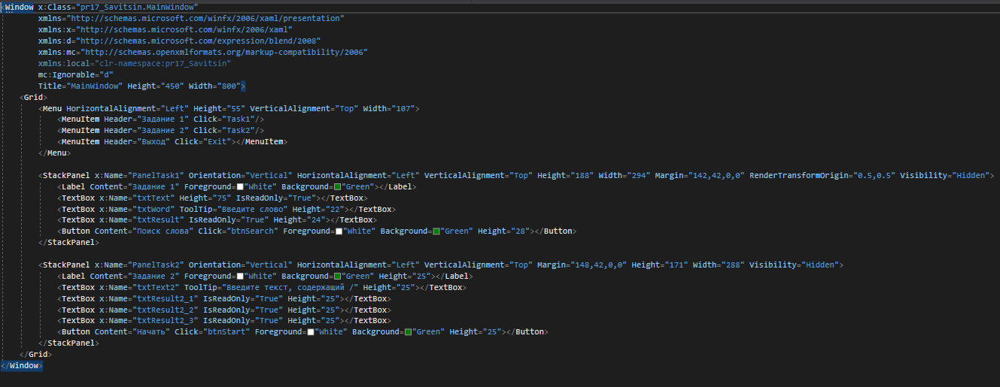 <Window x:Class="pr17_Savitsin.MainWindow"
xmlns="http://schemas.microsoft.com/winfx/2006/xaml/presentation"
xmlns:x="http://schemas.microsoft.com/winfx/2006/xaml"
xmlns:d="http://schemas.microsoft.com/expression/blend/2008"
xmlns:mc="http://schemas.openxmlformats.org/markup-compatibility/2006"
xmlns:local="clr-namespace:pr17_Savitsin"
mc:Ignorable="d"
Title="MainWindow" Height="450" Width="800">
<Grid>
<Menu HorizontalAlignment="Left" Height="55" VerticalAlignment="Top" Width="107">
<MenuItem Header="Задание 1" Click="Task1"/>
<MenuItem Header="Задание 2" Click="Task2"/>
<MenuItem Header="Выход" Click="Exit"></MenuItem>
</Menu>
<StackPanel x:Name="PanelTask1" Orientation="Vertical" HorizontalAlignment="Left" VerticalAlignment="Top" Height="188" Width="294" Margin="142,42,0,0" RenderTransformOrigin="0.5,0.5" Visibility="Hidden">
<Label Content="Задание 1" Foreground="White" Background="Green"></Label>
<TextBox x:Name="txtText" Height="75" IsReadOnly="True"></TextBox>
<TextBox x:Name="txtWord" ToolTip="Введите слово" Height="22"></TextBox>
<TextBox x:Name="txtResult" IsReadOnly="True" Height="24"></TextBox>
<Button Content="Поиск слова" Click="btnSearch" Foreground="White" Background="Green" Height="28"></Button>
</StackPanel>
<StackPanel x:Name="PanelTask2" Orientation="Vertical" HorizontalAlignment="Left" VerticalAlignment="Top" Margin="148,42,0,0" Height="171" Width="288" Visibility="Hidden">
<Label Content="Задание 2" Foreground="White" Background="Green" Height="25"></Label>
<TextBox x:Name="txtText2" ToolTip="Введите текст, содержащий /" Height="25"></TextBox>
<TextBox x:Name="txtResult2_1" IsReadOnly="True" Height="25"></TextBox>
<TextBox x:Name="txtResult2_2" IsReadOnly="True" Height="25"></TextBox>
<TextBox x:Name="txtResult2_3" IsReadOnly="True" Height="25"></TextBox>
<Button Content="Начать" Click="btnStart" Foreground="White" Background="Green" Height="25"></Button>
</StackPanel>
</Grid>
</Window>